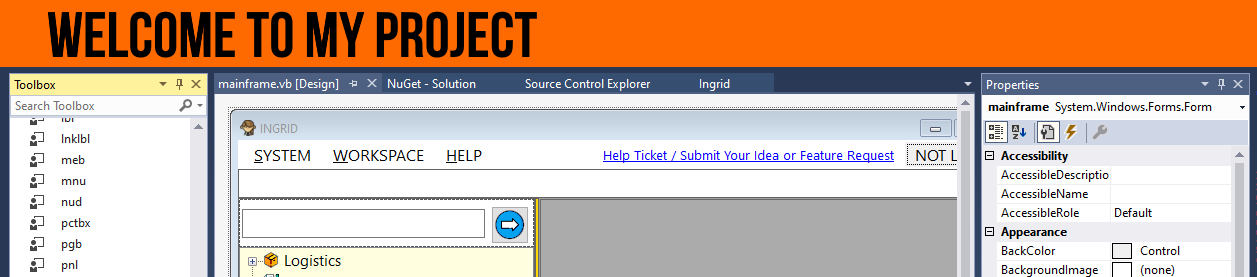 WELCOME TO MY PROJECT
Toolbox
Search Toolbox
lnklbl
meb
mnu
nud
pctbx
pgb
pnl
mainframe.vb [Design]
NuGet - Solution
Source Control Explorer
Ingrid
INGRID
SYSTEM WORKSPACE HELP
Help Ticket / Submit Your Idea or Feature Request
NOT L
Logistics
Properties
mainframe System.Windows.Forms.Form
Accessibility
AccessibleDescriptio
AccessibleName
AccessibleRole Default
Appearance
BackColor Control
BackgroundImage (none)